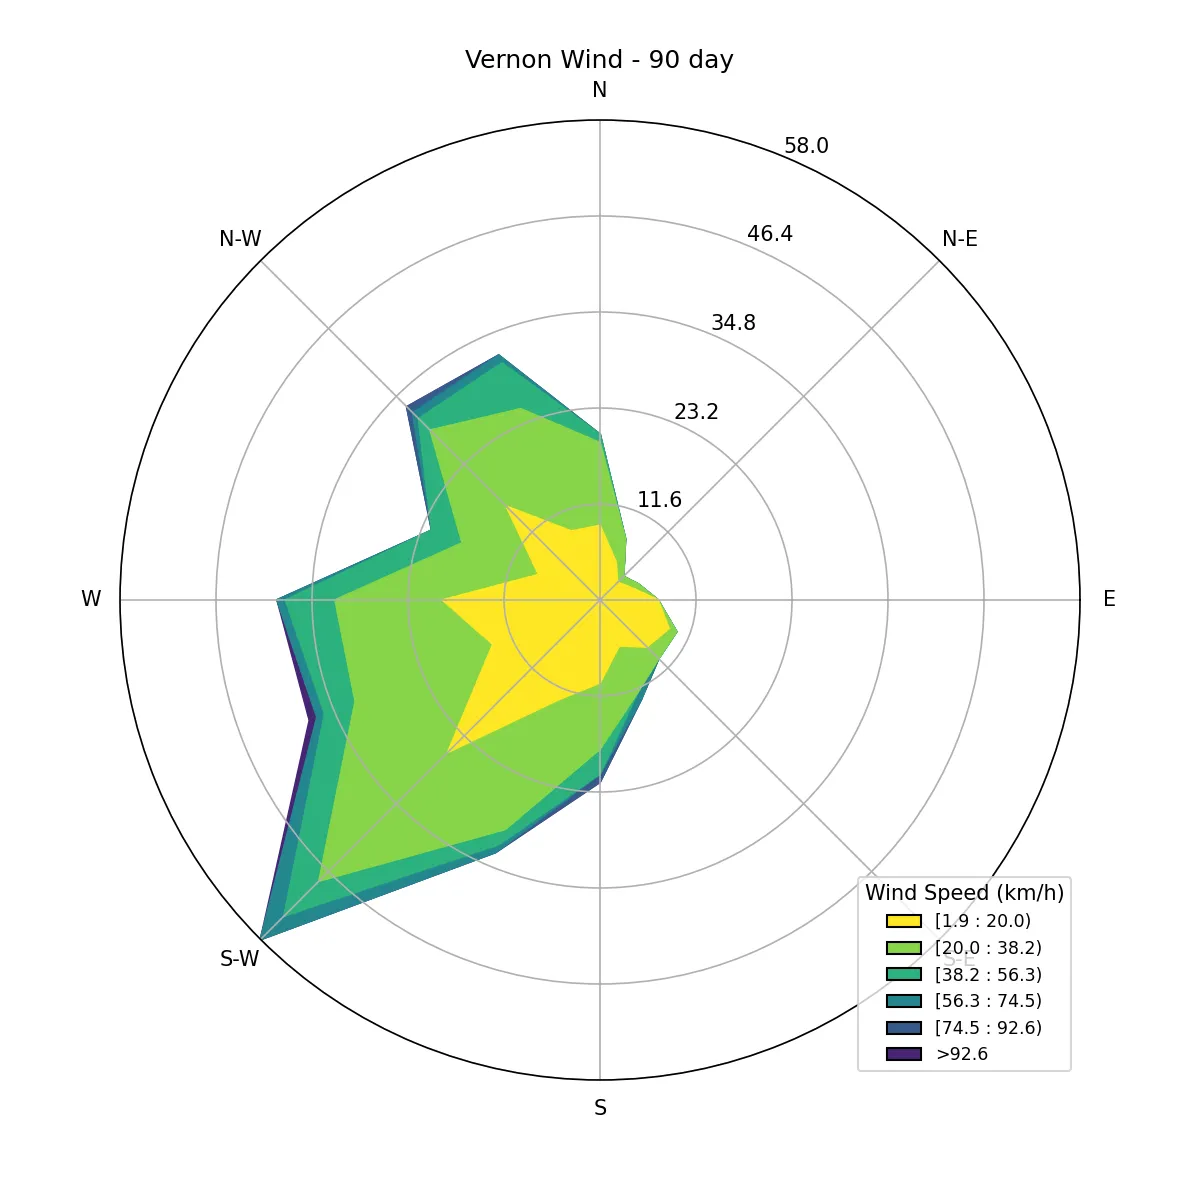 Vernon Wind - 90 day
N
58.0
N-W
46.4
N-E
34.8
23.2
11.6
W
E
S-W
S-E
S
Wind Speed (km/h)
[1.9 : 20.0)
[20.0 : 38.2)
[38.2 : 56.3)
[56.3 : 74.5)
[74.5 : 92.6)
>92.6